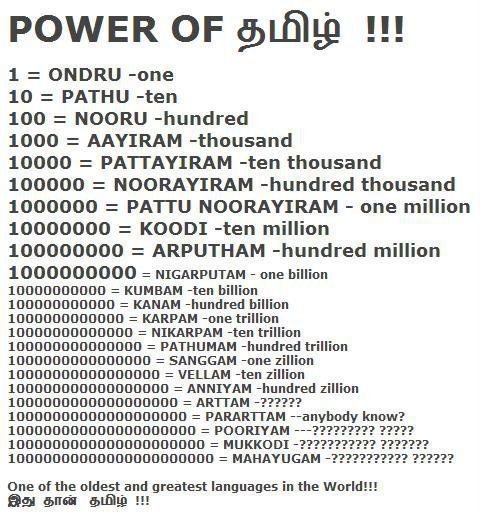 POWER OF தமிழ் !!!
1 = ONDRU -one
10 = PATHU -ten
100 = NOORU -hundred
1000 = AAYIRAM -thousand
10000 = PATTAYIRAM -ten thousand
100000 = NOORAYIRAM -hundred thousand
1000000 = PATTU NOORAYIRAM - one million
10000000 = KOODI -ten million
100000000 = ARPUTHAM -hundred million
1000000000 = NIGARPUTAM - one billion
10000000000 = KUMBAM -ten billion
100000000000 = KANAM -hundred billion
1000000000000 = KARPAM -one trillion
10000000000000 = NIKARPAM -ten trillion
100000000000000 = PATHUMAM -hundred trillion
1000000000000000 = SANGGAM -one zillion
10000000000000000 = VELLAM -ten zillion
100000000000000000 = ANNIYAM -hundred zillion
1000000000000000000 = ARTTAM -??????
10000000000000000000 = PARARTTAM --anybody know?
100000000000000000000 = POORIYAM ---????????? ?????
1000000000000000000000 = MUKKODI -??????????? ???????
10000000000000000000000 = MAHAYUGAM -??????????? ??????
One of the oldest and greatest languages in the World!!!
இது தான் தமிழ் !!!